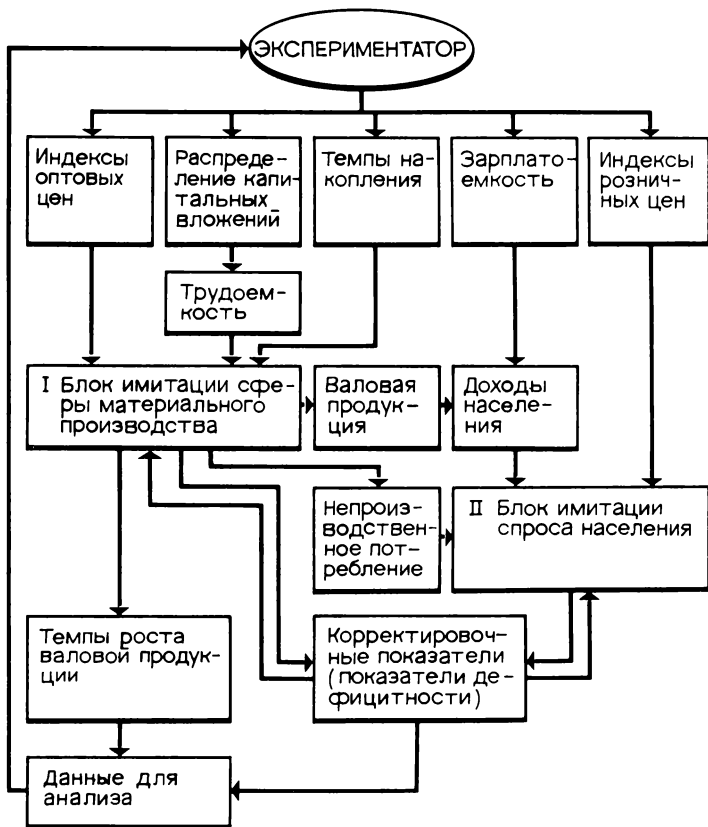 ЭКСПЕРИМЕНТАТОР
Индексы
оптовых
цен
Распреде-
ление капи-
тальных
вложений
Темпы на-
копления
Зарплато-
емкость
Индексы
рознич-
ных цен
Трудоем-
кость
I Блок имитации сфе-
ры материального
производства
Валовая
продук-
ция
Доходы
населе-
ния
Непроиз-
водствен-
ное пот-
ребление
II Блок имитации
спроса населения
Темпы роста
валовой продук-
ции
Корректировоч-
ные показатели
(показатели де-
фицитности)
Данные для
анализа